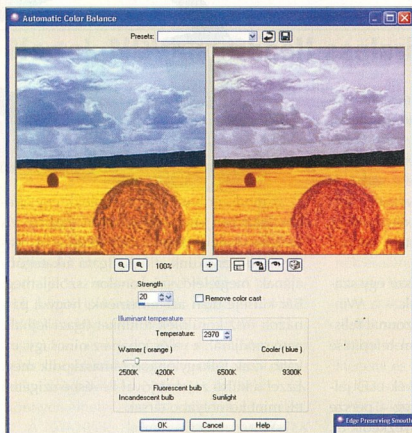 Automatic Color Balance
Presets:
100%
Strength
20
Remove color cast
Illuminant temperature
Temperature: 2970
Warmer ( orange ) Cooler ( blue )
2500K 4200K 6500K 9300K
Fluorescent bulb
Incandescent bulb Sunlight
OK Cancel Help
Edge Preserving Smooth